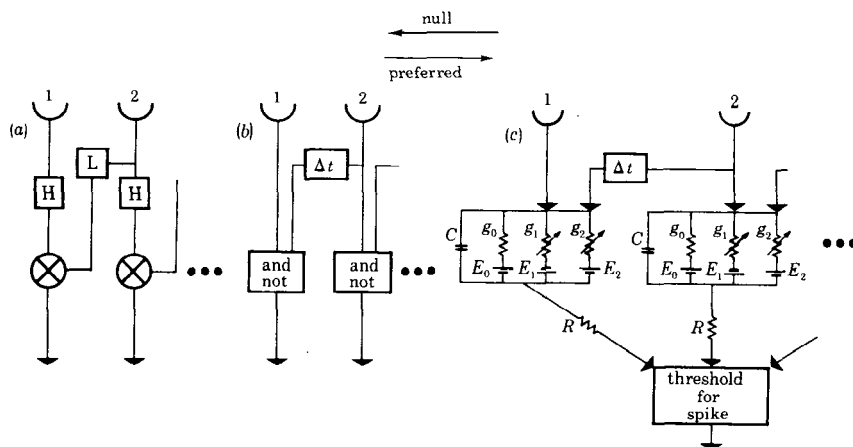 null
preferred
(a)
1
2
L
H
H
(b)
1
2
Δt
and
not
and
not
(c)
1
2
Δt
C
g₀
g₁
g₂
E₀
E₁
E₂
C
g₀
g₁
g₂
E₀
E₁
E₂
R
R
threshold
for
spike